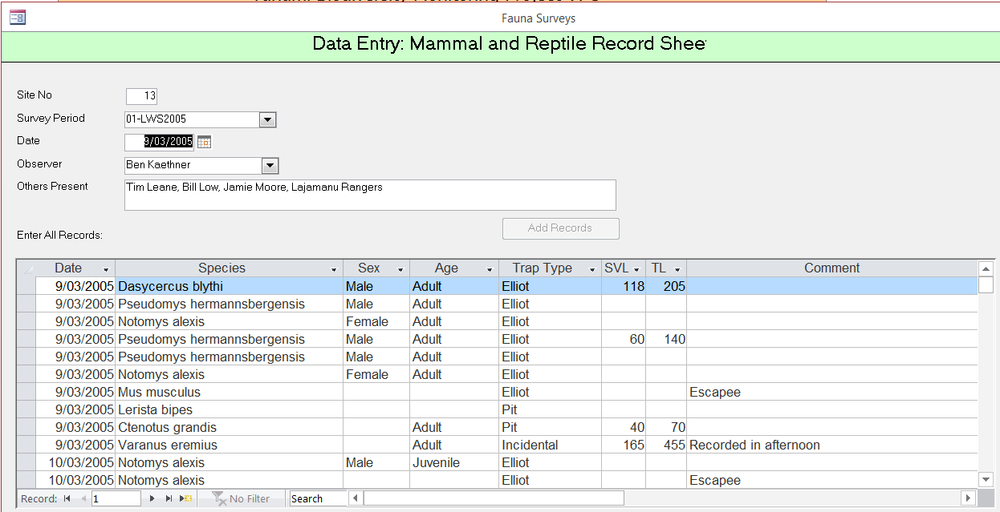 Fauna Surveys
Data Entry: Mammal and Reptile Record Shee
Site No 13
Survey Period 01-LWS2005
Date 9/03/2005
Observer Ben Kaethner
Others Present Tim Leane, Bill Low, Jamie Moore, Lajamanu Rangers
Add Records
Enter All Records:
Date Species Sex Age Trap Type SVL TL Comment
9/03/2005 Dasycercus blythi Male Adult Elliot 118 205
9/03/2005 Pseudomys hermannsbergensis Male Adult Elliot
9/03/2005 Notomys alexis Female Adult Elliot
9/03/2005 Pseudomys hermannsbergensis Male Adult Elliot 60 140
9/03/2005 Pseudomys hermannsbergensis Male Adult Elliot
9/03/2005 Notomys alexis Female Adult Elliot
9/03/2005 Mus musculus Elliot Escapee
9/03/2005 Lerista bipes Pit
9/03/2005 Ctenotus grandis Adult Pit 40 70
9/03/2005 Varanus eremius Adult Incidental 165 455 Recorded in afternoon
10/03/2005 Notomys alexis Male Juvenile Elliot
10/03/2005 Notomys alexis Elliot Escapee
Record: 1 No Filter Search